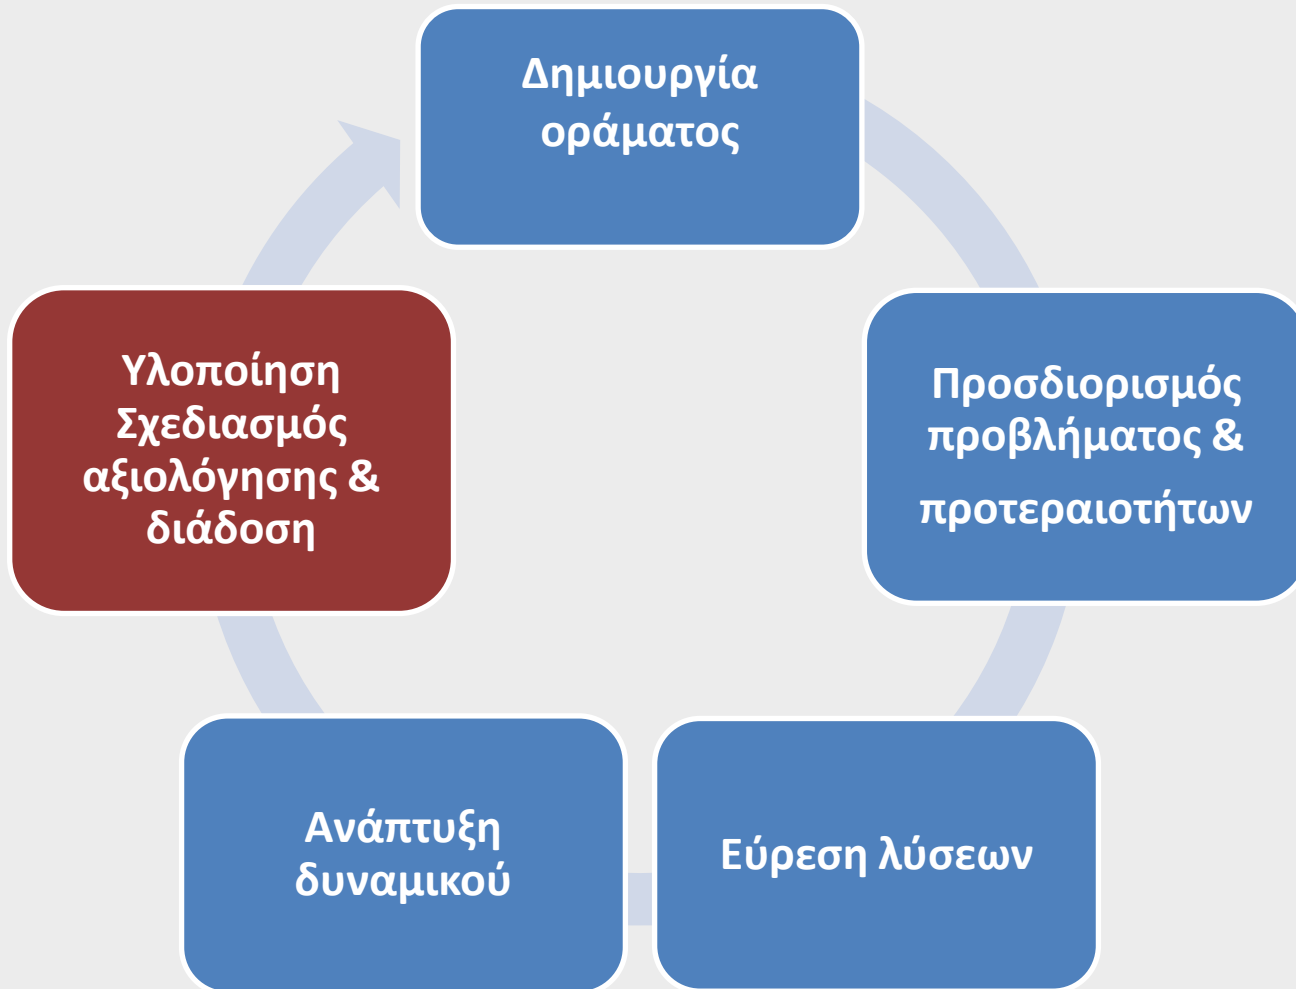 Δημιουργία
οράματος
Προσδιορισμός
προβλήματος &
προτεραιοτήτων
Εύρεση λύσεων
Ανάπτυξη
δυναμικού
Υλοποίηση
Σχεδιασμός
αξιολόγησης &
διάδοση